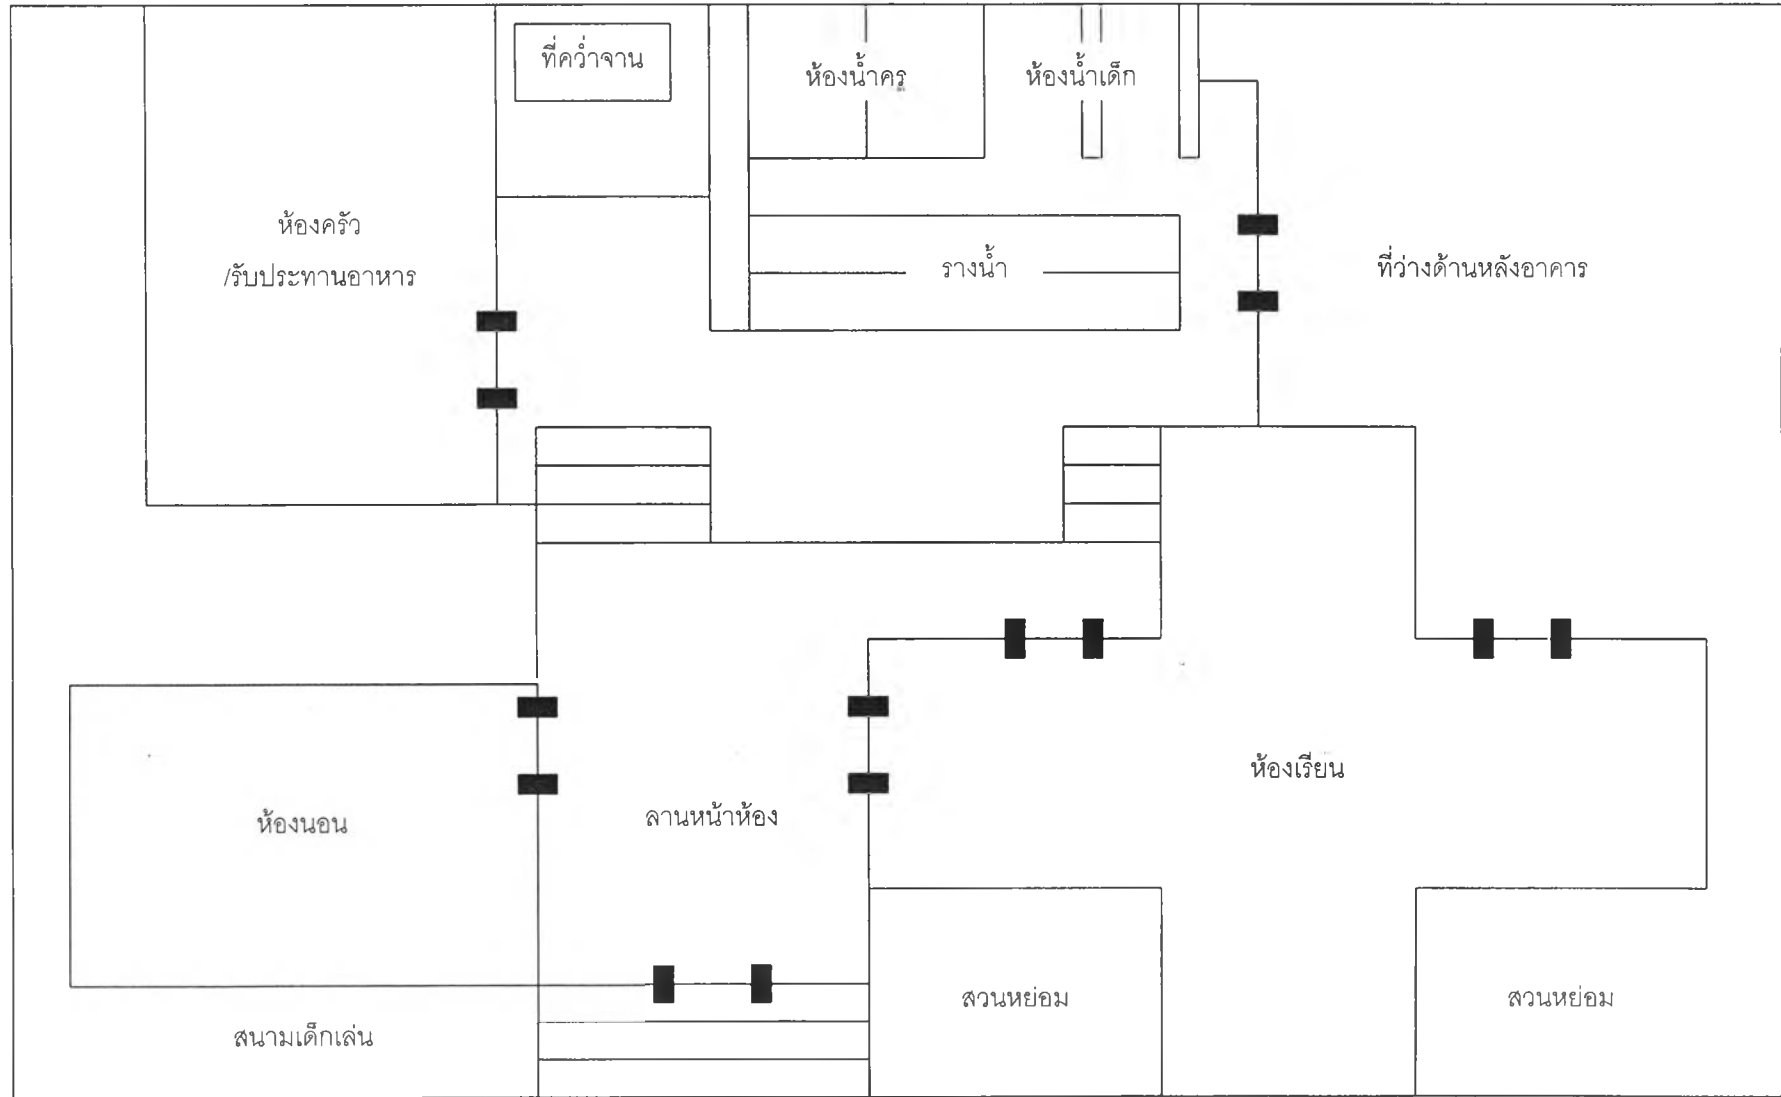 ที่คว่ำจาน
ห้องน้ำครู
ห้องน้ำเด็ก
ห้องครัว
/รับประทานอาหาร
รางน้ำ
ที่ว่างด้านหลังอาคาร
ห้องเรียน
ห้องนอน
ลานหน้าห้อง
สวนหย่อม
สวนหย่อม
สนามเด็กเล่น